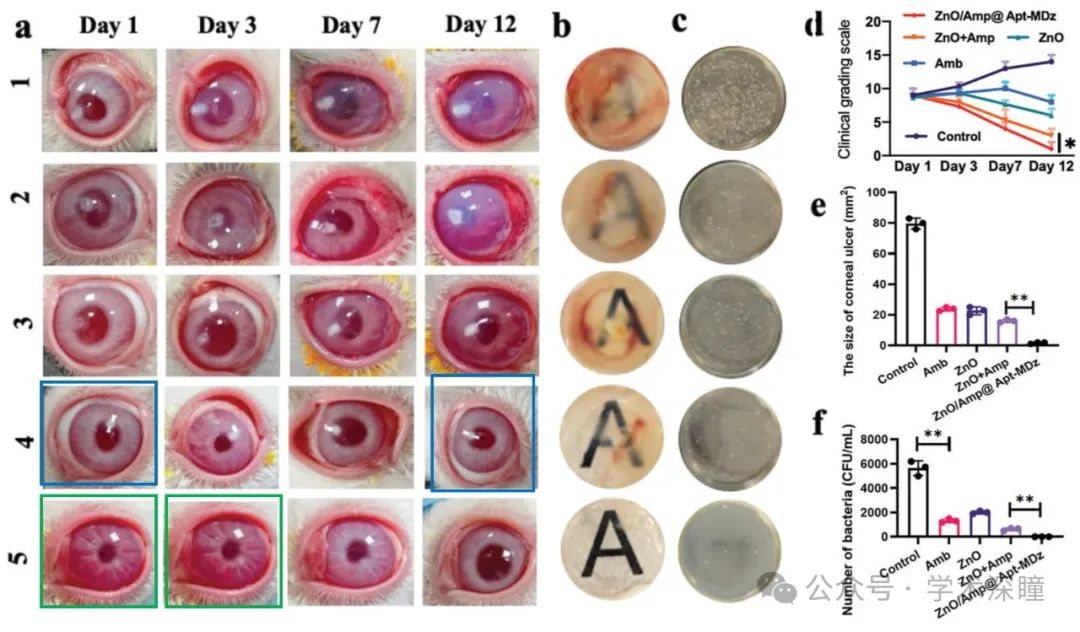 a
Day 1 Day 3 Day 7 Day 12
1
2
3
4
5
b
A
A
A
A
A
c
d
Clinical grading scale
20
15
10
5
0
ZnO/Amp@ Apt-MDz
ZnO+Amp ZnO
Amb
Control
*
Day 1 Day 3 Day7 Day 12
e
The size of corneal ulcer (mm²)
100
80
60
40
20
0
**
Control Amb ZnO ZnO+Amp ZnO/Amp@ Apt-MDz
f
Number of bacteria (CFU/mL)
8000
6000
4000
2000
0
**
**
Control Amb ZnO ZnO+Amp ZnO/Amp@ Apt-MDz
公众号 · 学术深瞳